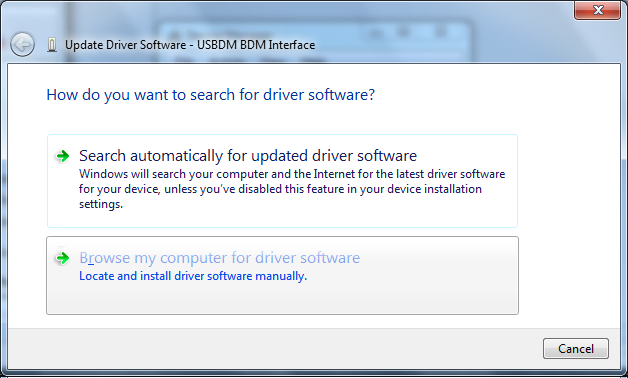 Update Driver Software - USBDM BDM Interface
How do you want to search for driver software?
Search automatically for updated driver software
Windows will search your computer and the Internet for the latest driver software
for your device, unless you've disabled this feature in your device installation
settings.
Browse my computer for driver software
Locate and install driver software manually.
Cancel